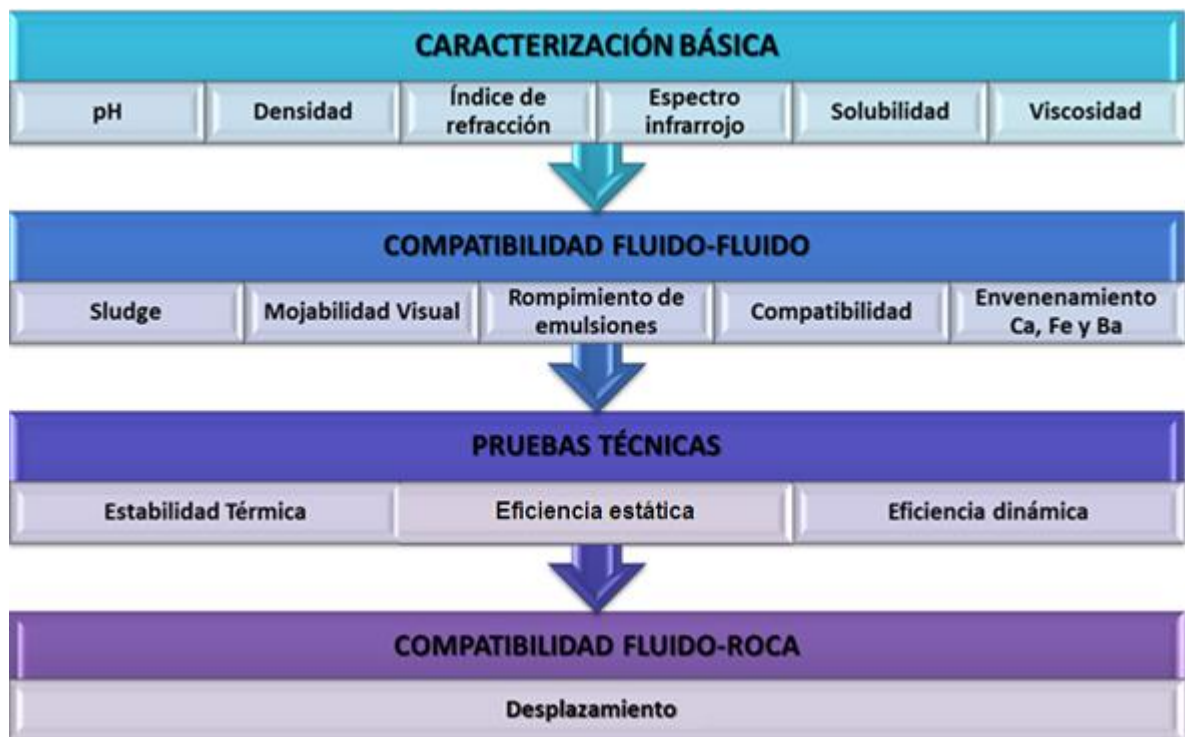 CARACTERIZACIÓN BÁSICA
pH
Densidad
Índice de
refracción
Espectro
infrarrojo
Solubilidad
Viscosidad
COMPATIBILIDAD FLUIDO-FLUIDO
Sludge
Mojabilidad Visual
Rompimiento de
emulsiones
Compatibilidad
Envenenamiento
Ca, Fe y Ba
PRUEBAS TÉCNICAS
Estabilidad Térmica
Eficiencia estática
Eficiencia dinámica
COMPATIBILIDAD FLUIDO-ROCA
Desplazamiento